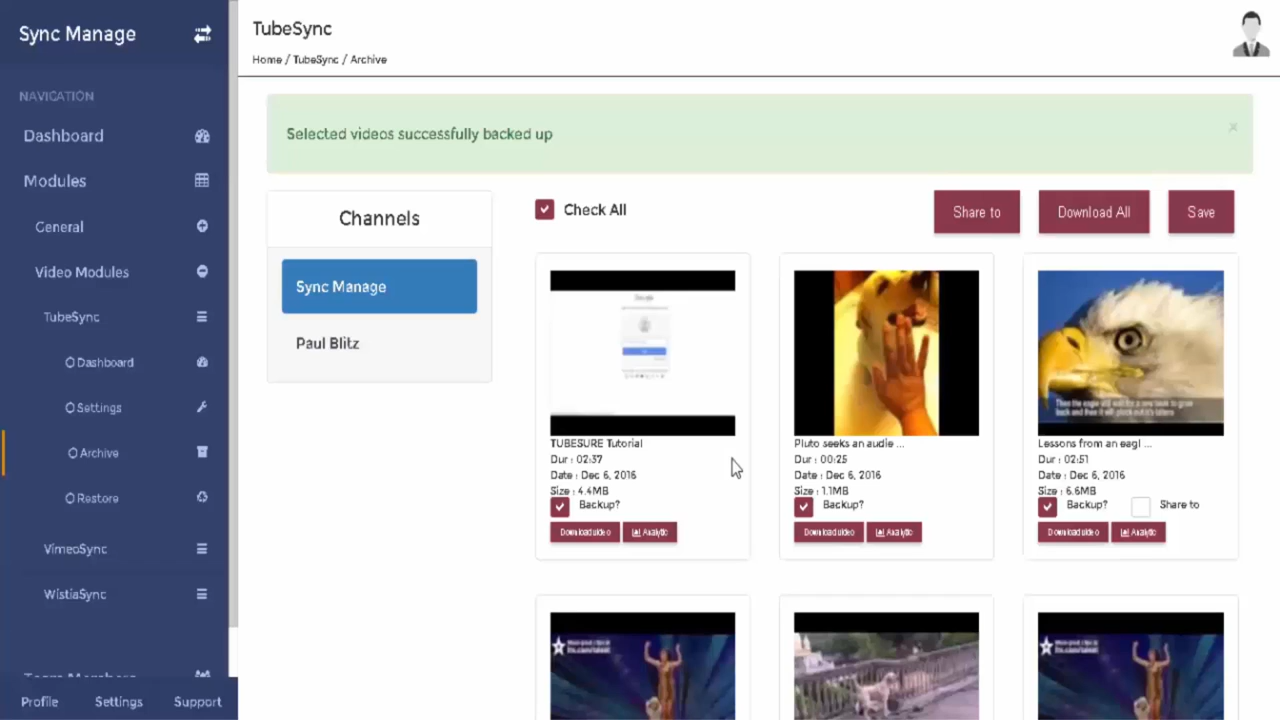 Sync Manage
TubeSync
Home / TubeSync / Archive
NAVIGATION
Dashboard
Modules
General
Video Modules
TubeSync
Dashboard
Settings
Archive
Restore
VimeoSync
WistiaSync
Team Members
Profile
Settings
Support
Selected videos successfully backed up
×
Channels
Sync Manage
Paul Blitz
Check All
Share to
Download All
Save
Google
TUBESURE Tutorial
Dur : 02:37
Date : Dec 6, 2016
Size : 4.4MB
Backup?
Download video
Analytic
Pluto seeks an audie ...
Dur : 00:25
Date : Dec 6, 2016
Size : 1.1MB
Backup?
Download video
Analytic
Lessons from an eagl ...
Dur : 02:51
Date : Dec 6, 2016
Size : 6.6MB
Backup?
Share to
Download video
Analytic